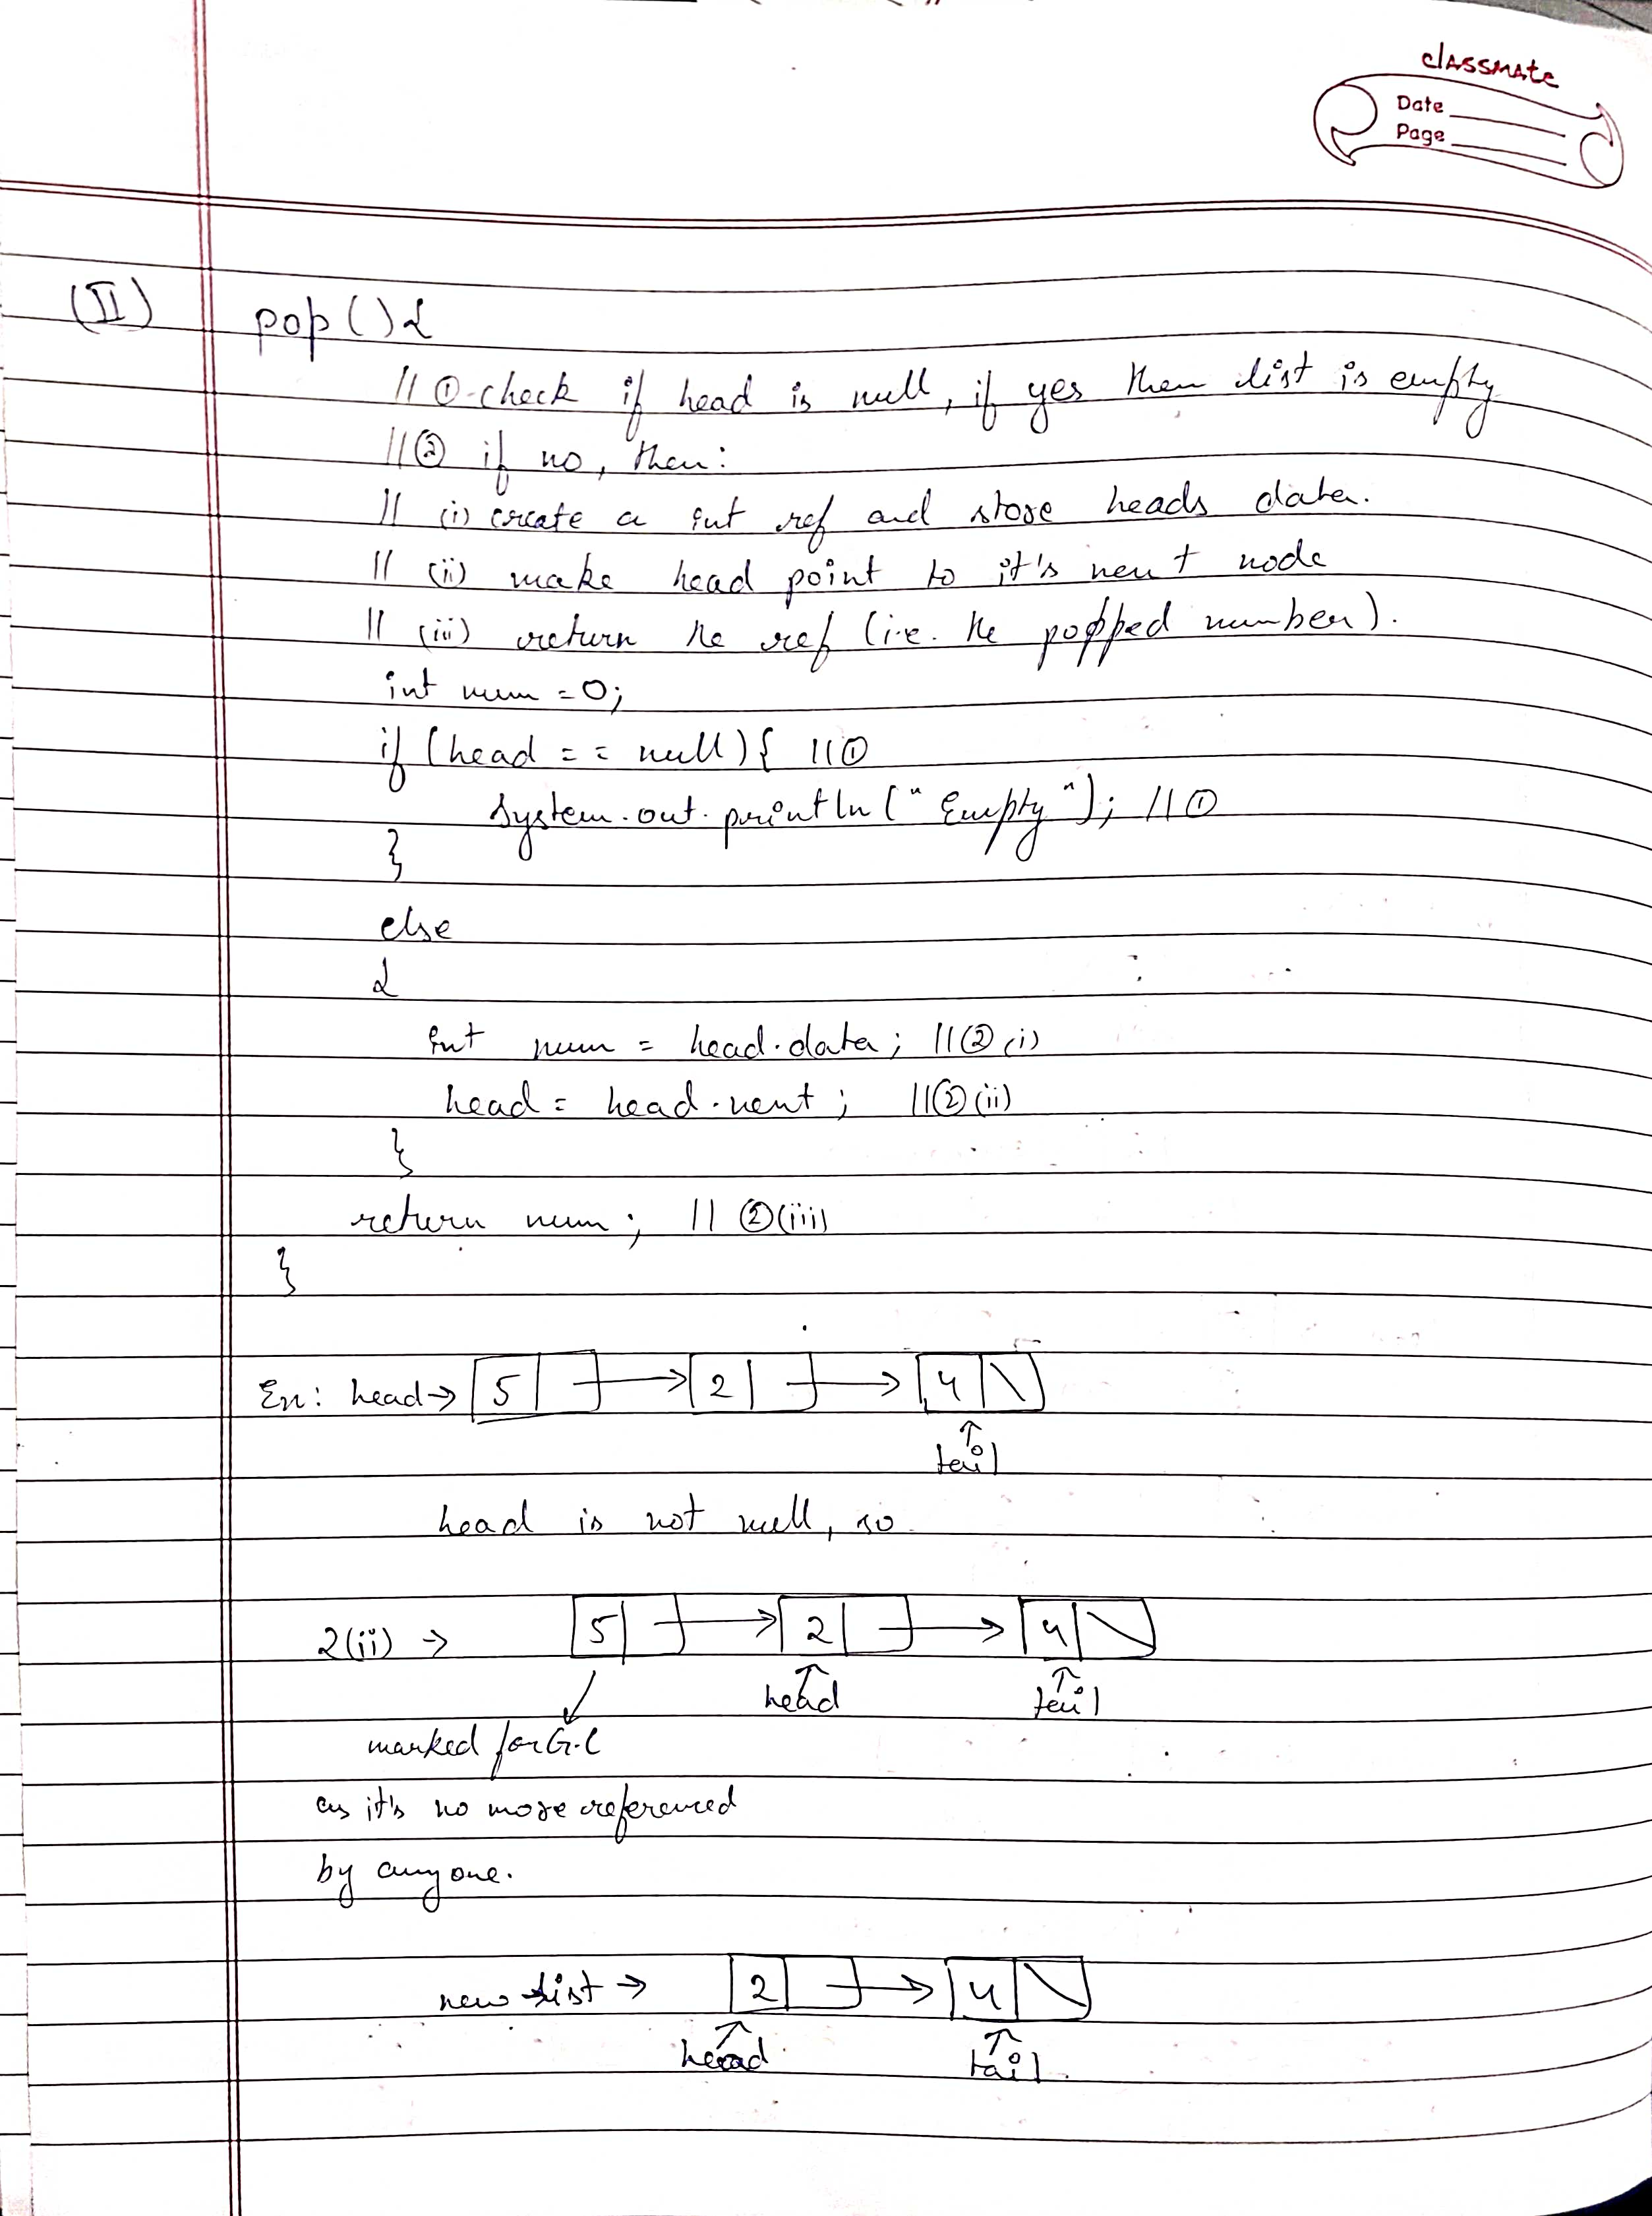 classmate
Date
Page
(II) pop(){
// ① check if head is null, if yes then list is empty
// ② if no, then:
// (i) create a int ref and store heads data.
// (ii) make head point to it's next node
// (iii) return the ref (i.e. the popped number).
int num = 0;
if (head == null) { // ①
System.out.println("Empty"); // ①
}
else
{
int num = head.data; // ② (i)
head = head.next; // ② (ii)
}
return num; // ② (iii)
}
Ex: head → 5 → 2 → 4
tail
head is not null, so
2(ii) → 5 → 2 → 4
head tail
marked for G.C
as it's no more referenced
by anyone.
new list → 2 → 4
head tail